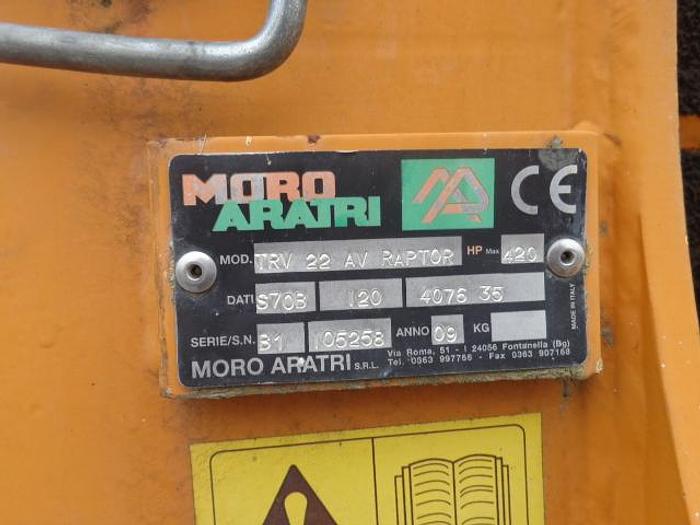 MORO
ARATRI
MA
CE
MOD. TRV 22 AV RAPTOR HP Max 420
DATI S70B 120 4076 35
SERIE/S.N. B1 105258 ANNO 09 KG
MORO ARATRI S.R.L.
Via Roma, 51 - I 24056 Fontanella (Bg)
Tel. 0363 997756 - Fax 0363 907168
MADE IN ITALY